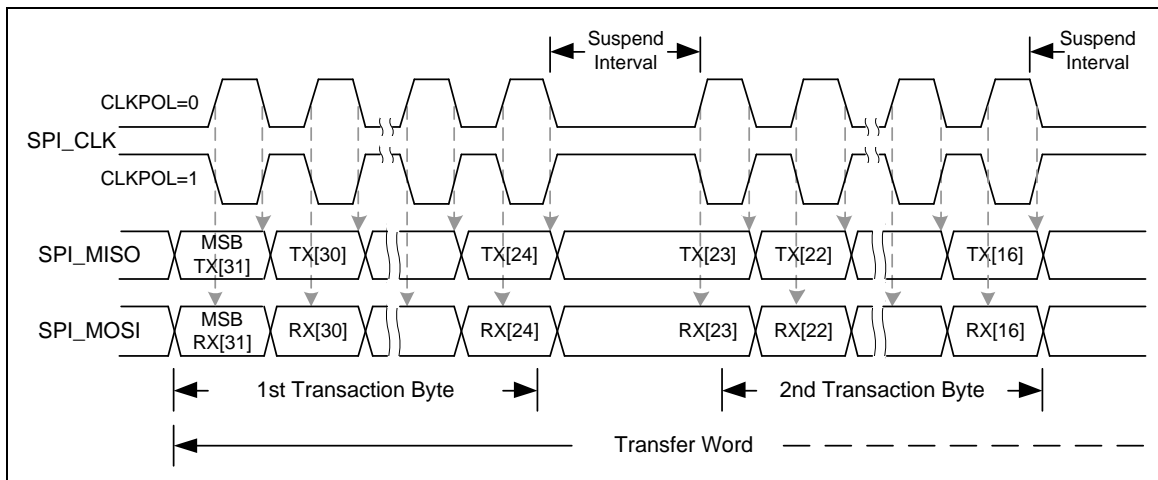 Suspend
Interval
Suspend
Interval
CLKPOL=0
SPI_CLK
CLKPOL=1
SPI_MISO
MSB
TX[31]
TX[30]
TX[24]
TX[23]
TX[22]
TX[16]
SPI_MOSI
MSB
RX[31]
RX[30]
RX[24]
RX[23]
RX[22]
RX[16]
1st Transaction Byte
2nd Transaction Byte
Transfer Word